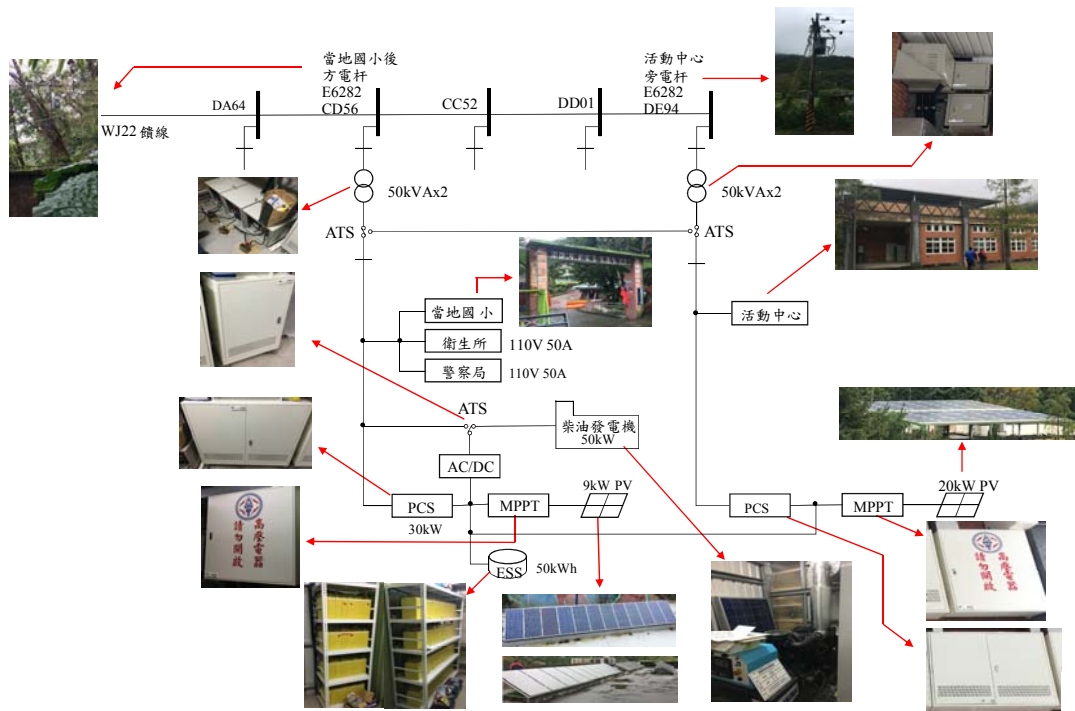 當地國小後
方電杆
E6282
CD56
活動中心
旁電杆
E6282
DE94
DA64
CC52
DD01
WJ22 饋線
50kVAx2
50kVAx2
ATS
ATS
當地國小
衛生所
110V 50A
警察局
110V 50A
活動中心
ATS
柴油發電機
50kW
AC/DC
9kW PV
20kW PV
PCS
30kW
MPPT
PCS
MPPT
ESS
50kWh
高壓電器
請勿開啟
高壓電器
請勿開啟